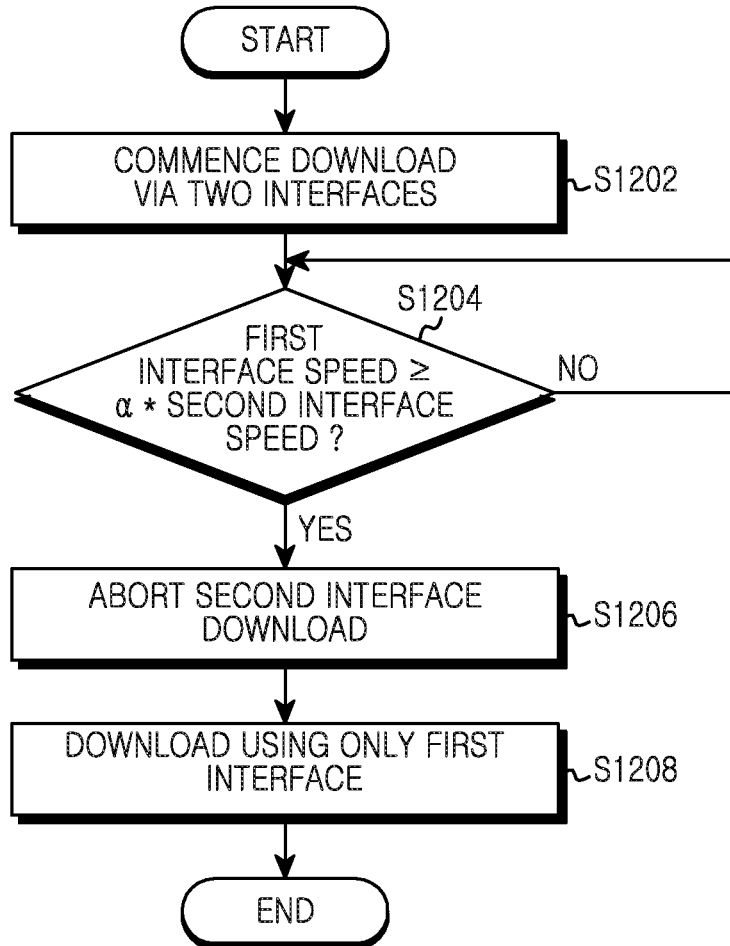 START
COMMENCE DOWNLOAD
VIA TWO INTERFACES
S1202
S1204
FIRST
INTERFACE SPEED ≥
α * SECOND INTERFACE
SPEED ?
NO
YES
ABORT SECOND INTERFACE
DOWNLOAD
S1206
DOWNLOAD USING ONLY FIRST
INTERFACE
S1208
END